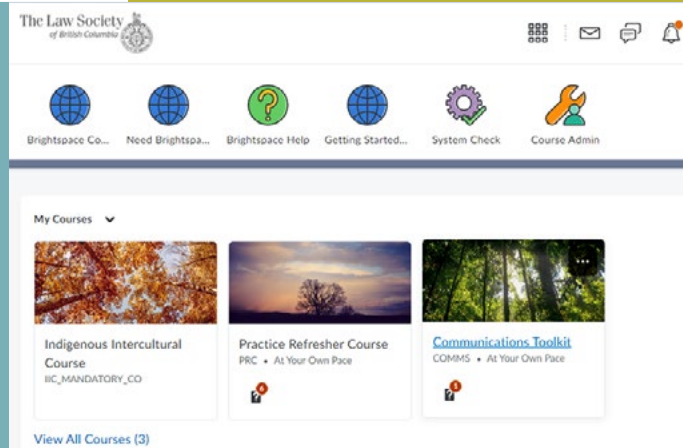 The Law Society
of British Columbia
Brightspace Co...
Need Brightspa...
Brightspace Help
Getting Started...
System Check
Course Admin
My Courses
Indigenous Intercultural
Course
IIC_MANDATORY_CO
Practice Refresher Course
PRC • At Your Own Pace
6
Communications Toolkit
COMMS • At Your Own Pace
1
View All Courses (3)